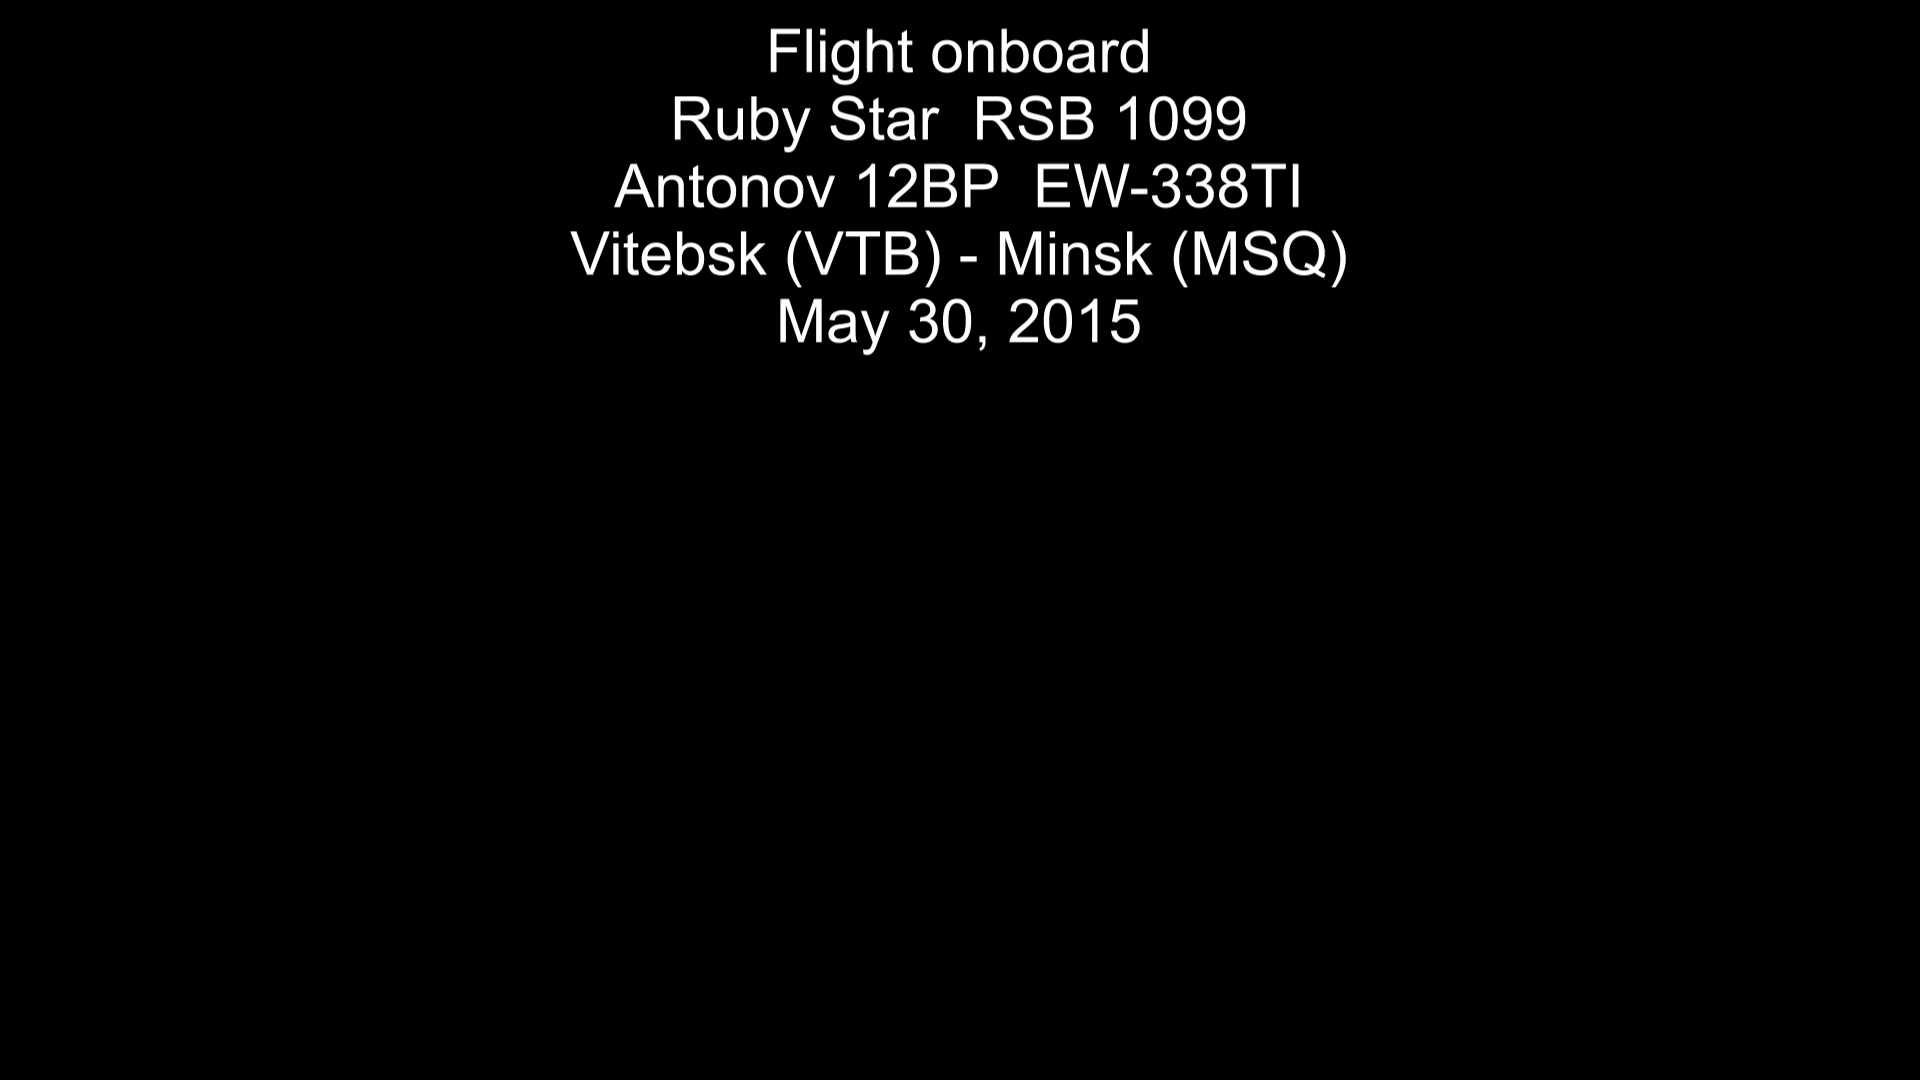 Flight onboard
Ruby Star  RSB 1099
Antonov 12BP  EW-338TI
Vitebsk (VTB) - Minsk (MSQ)
May 30, 2015